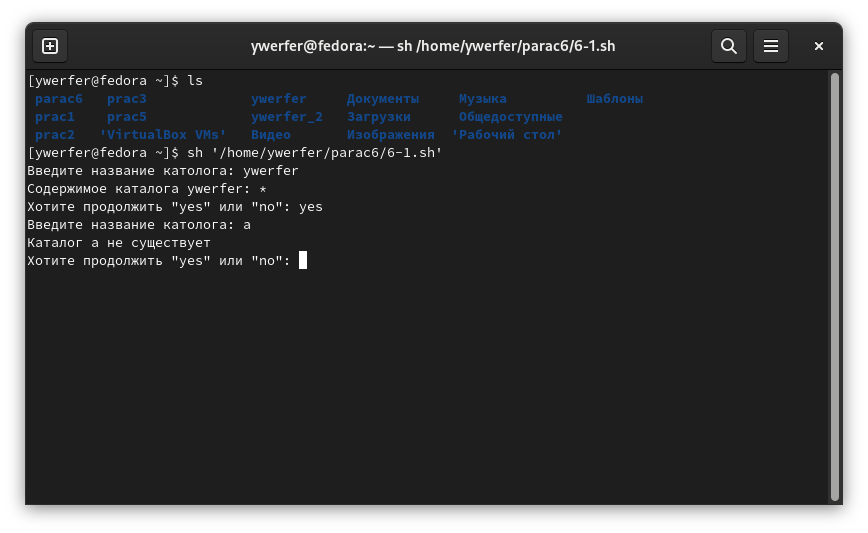 ywerfer@fedora:~ — sh /home/ywerfer/parac6/6-1.sh
[ywerfer@fedora ~]$ ls
parac6 prac3 ywerfer Документы Музыка Шаблоны
prac1 prac5 ywerfer_2 Загрузки Общедоступные
prac2 'VirtualBox VMs' Видео Изображения 'Рабочий стол'
[ywerfer@fedora ~]$ sh '/home/ywerfer/parac6/6-1.sh'
Введите название католога: ywerfer
Содержимое каталога ywerfer: *
Хотите продолжить "yes" или "no": yes
Введите название католога: a
Каталог a не существует
Хотите продолжить "yes" или "no":